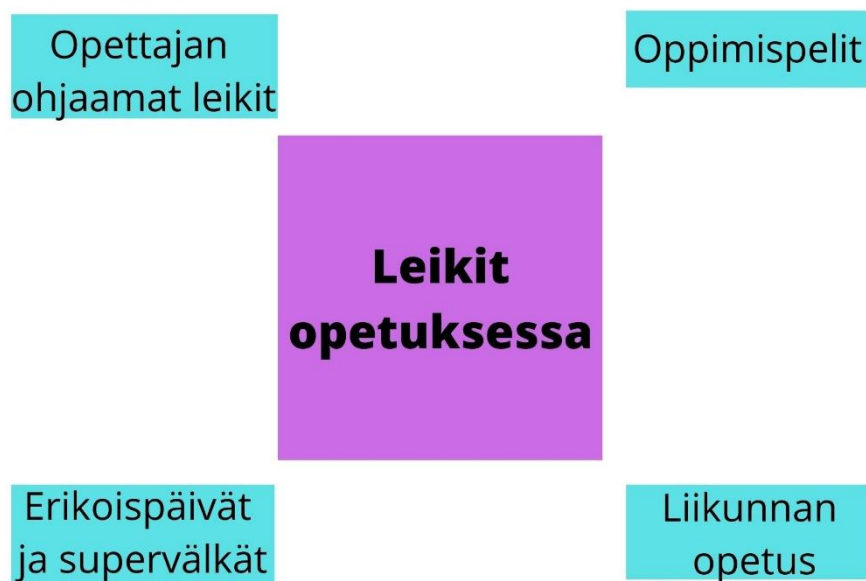 Opettajan
ohjaamat leikit
Oppimispelit
Leikit
opetuksessa
Erikoispäivät
ja supervälkät
Liikunnan
opetus